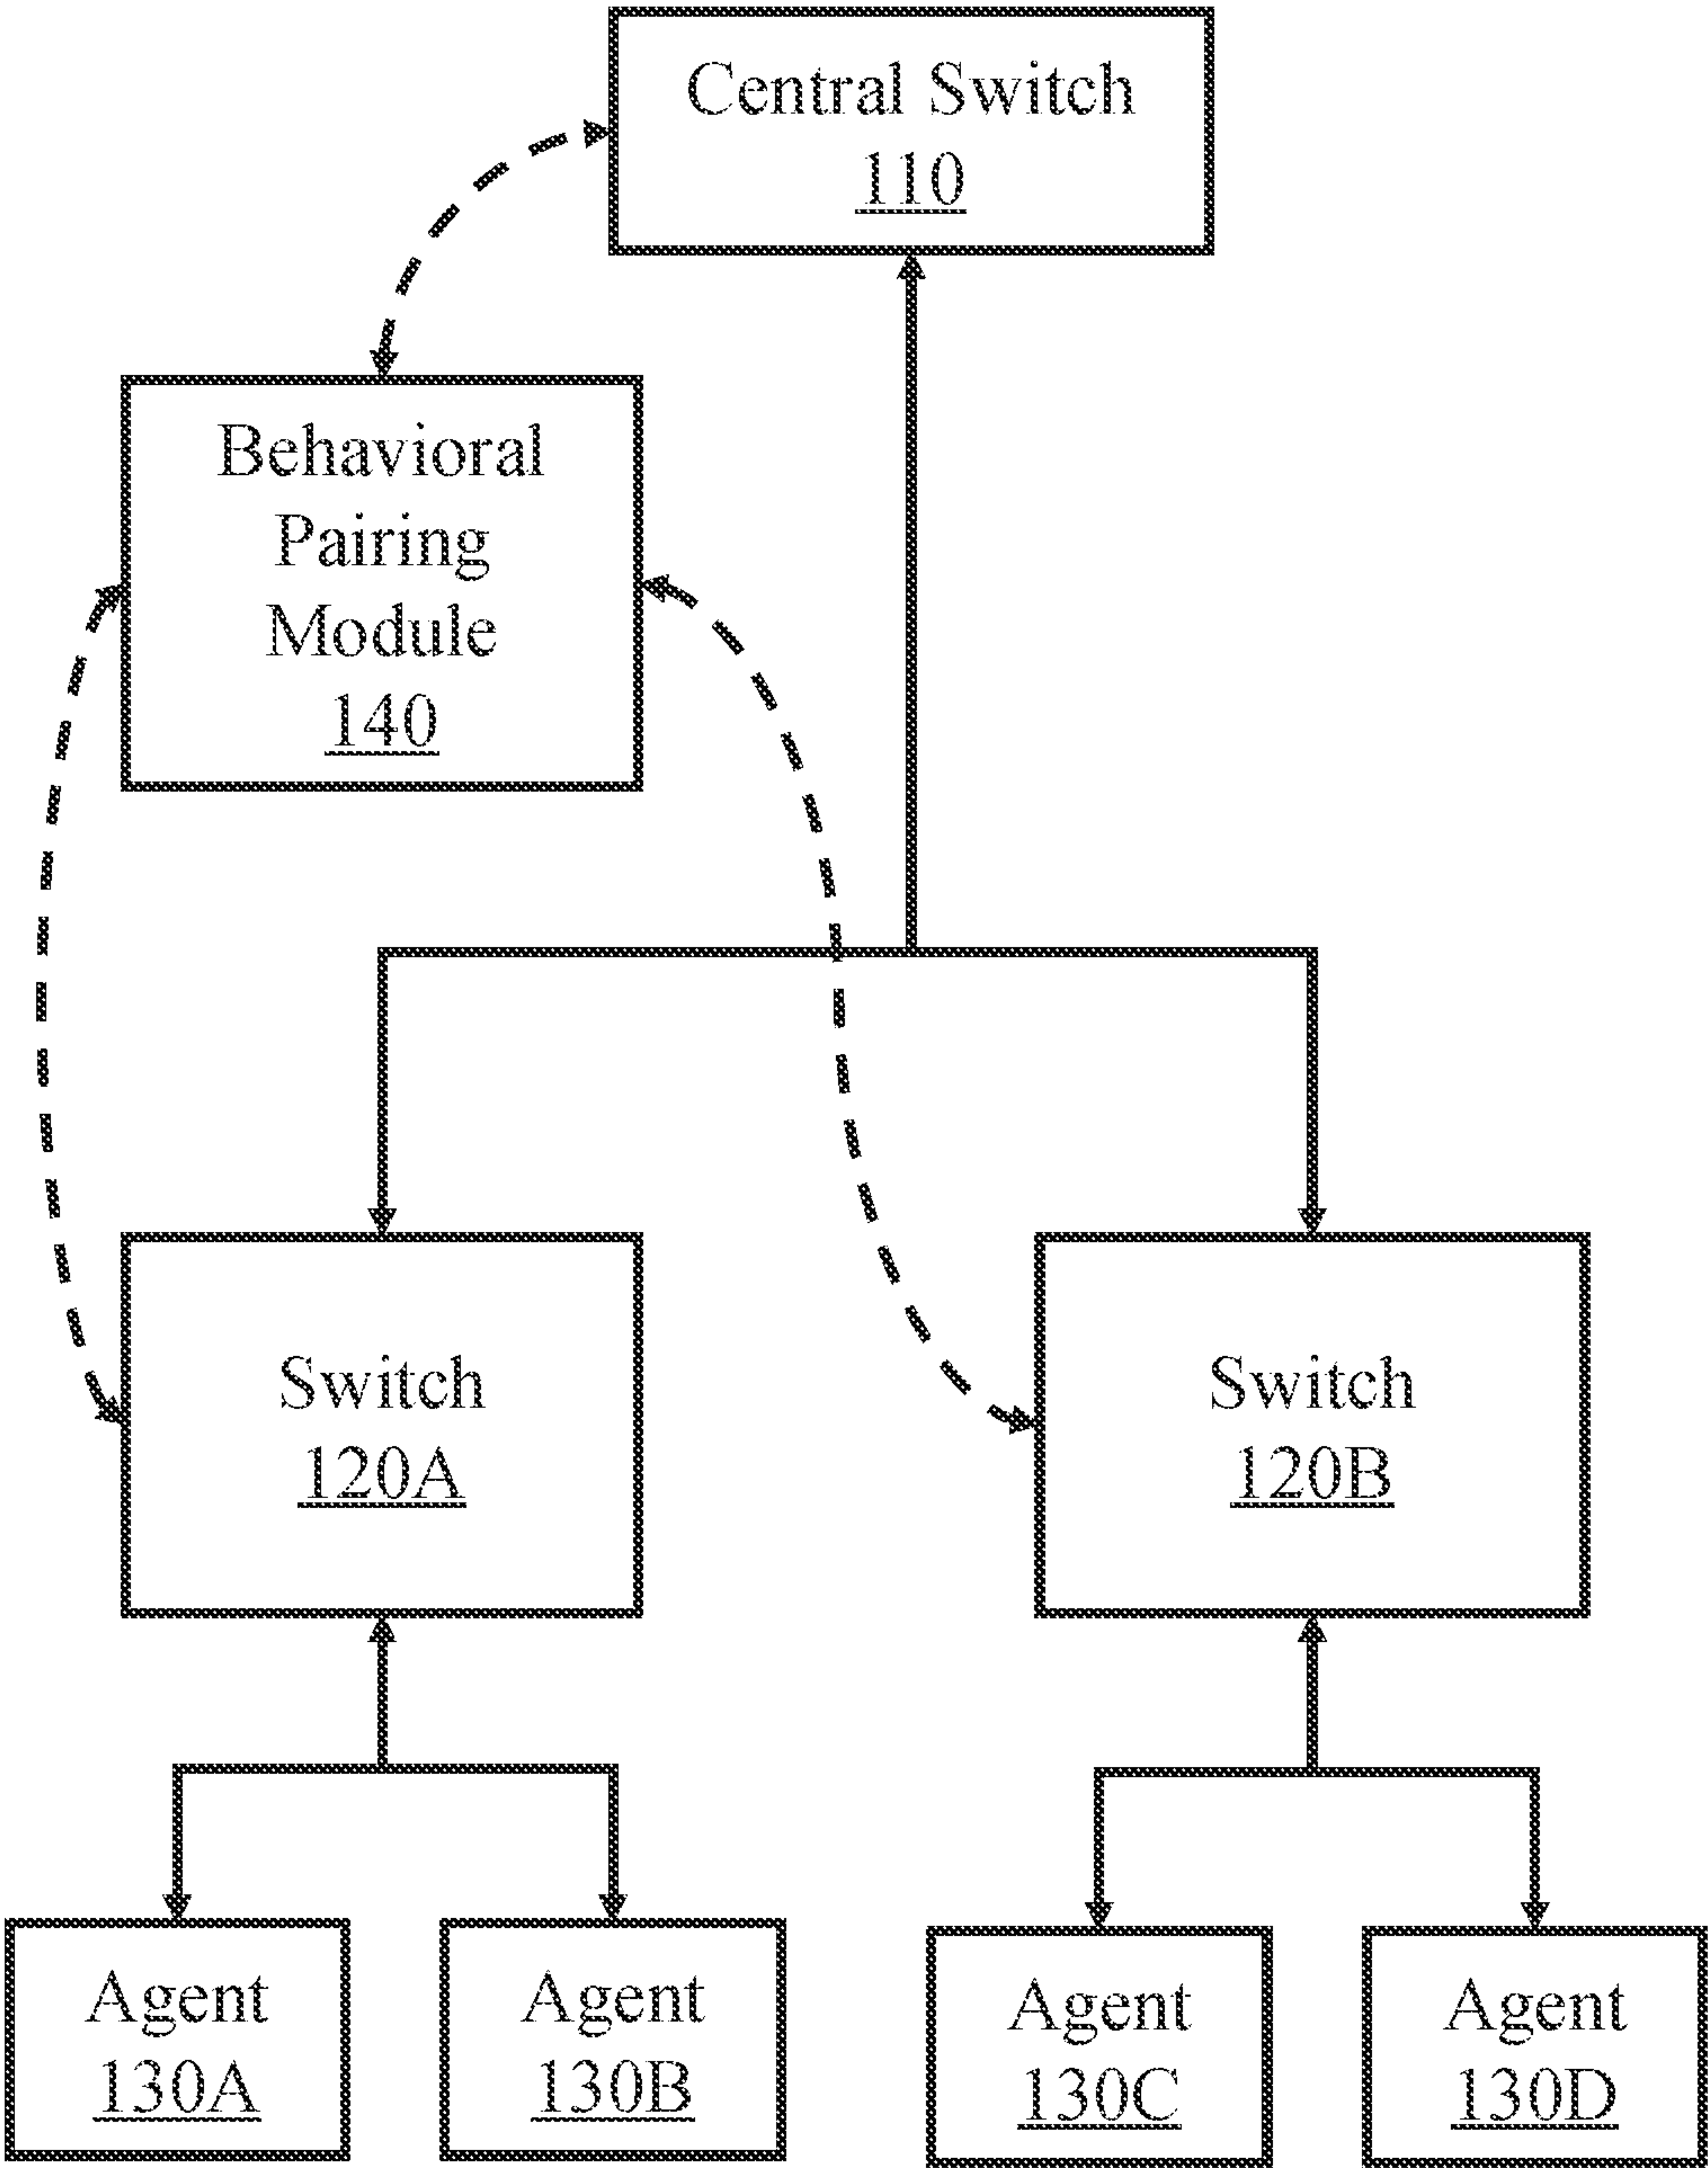 Central Switch
110
Behavioral
Pairing
Module
140
Switch
120A
Switch
120B
Agent
130A
Agent
130B
Agent
130C
Agent
130D